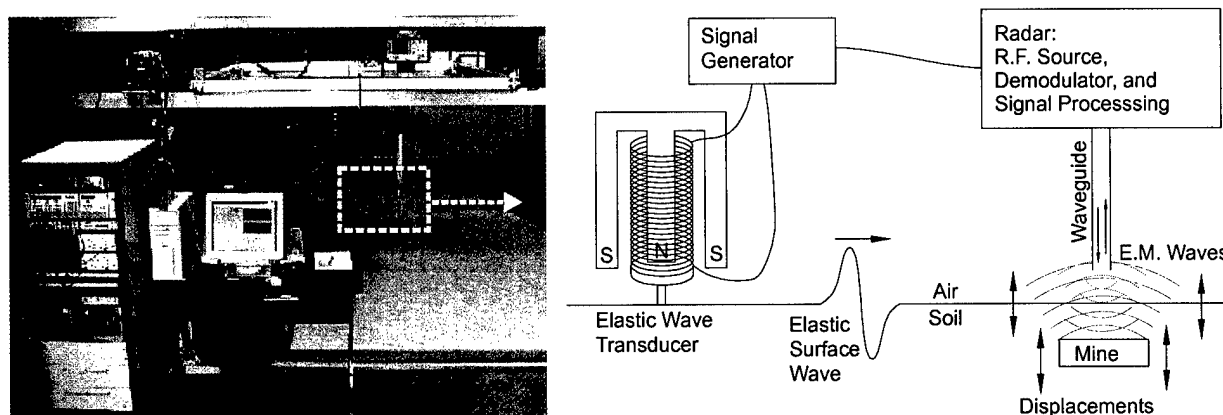 Signal
Generator
Radar:
R.F. Source,
Demodulator, and
Signal Processsing
S
N
S
Waveguide
E.M. Waves
Air
Soil
Elastic Wave
Transducer
Elastic
Surface
Wave
Mine
Displacements